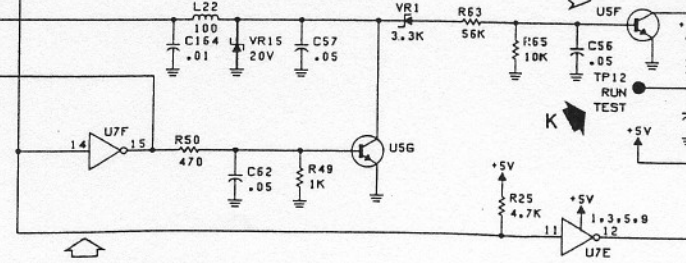 L22
100
C164
.01
VR15
20V
C57
.05
VR1
3.3K
R63
56K
R65
10K
C56
.05
U5F
TP12
RUN
TEST
K
+5V
U7F
14
15
R50
470
C62
.05
R49
1K
U5G
+5V
R25
4.7K
+5V
1,3,5,9
11
12
U7E